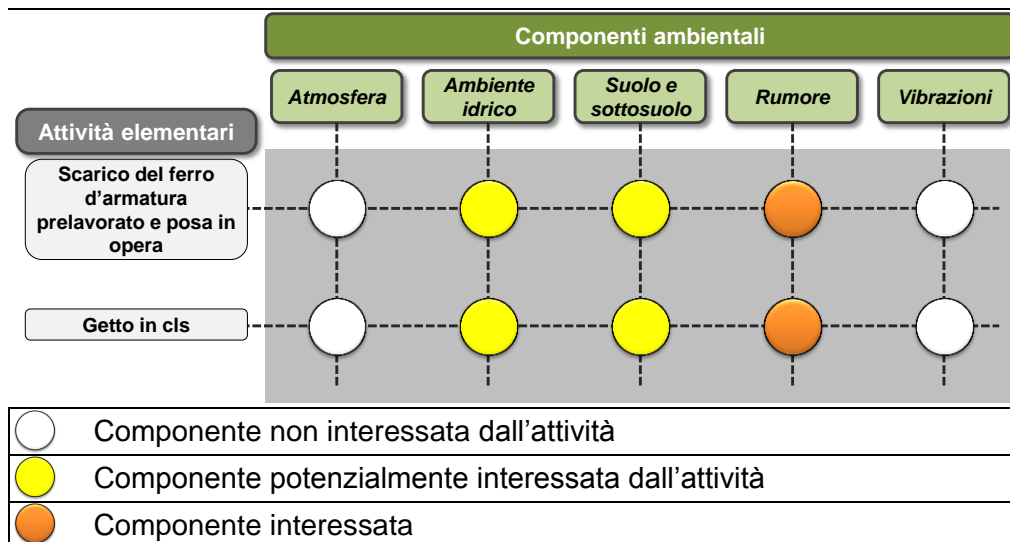 Componenti ambientali
Atmosfera
Ambiente
idrico
Suolo e
sottosuolo
Rumore
Vibrazioni
Attività elementari
Scarico del ferro
d’armatura
prelavorato e posa in
opera
Getto in cls
Componente non interessata dall’attività
Componente potenzialmente interessata dall’attività
Componente interessata